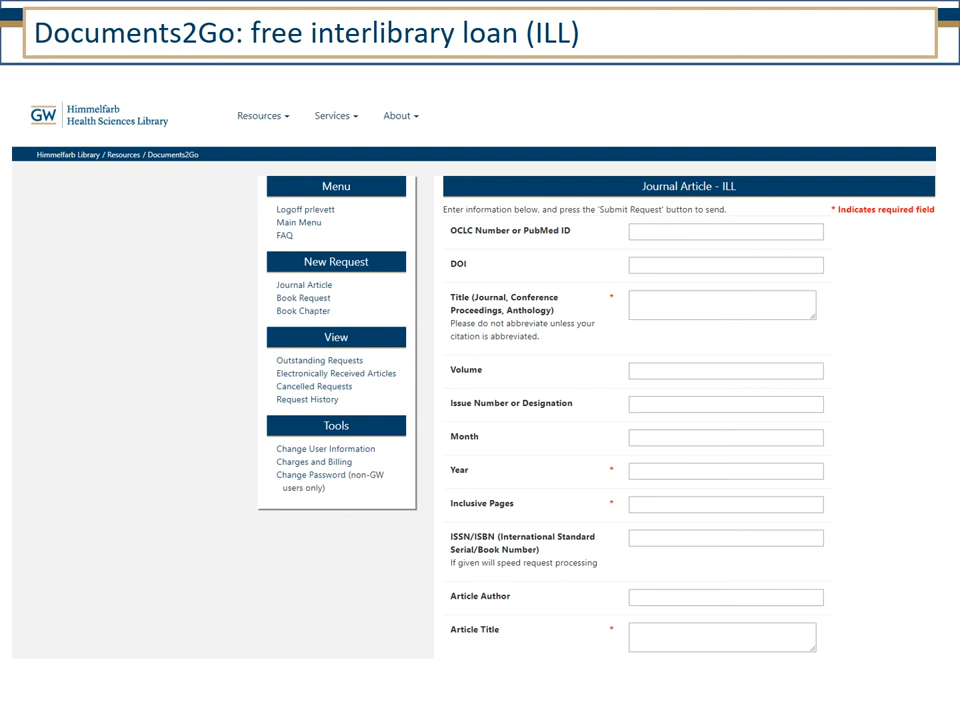 Documents2Go: free interlibrary loan (ILL)
GW
Himmelfarb
Health Sciences Library
Resources
Services
About
Himmelfarb Library / Resources / Documents2Go
Menu
Logoff prlevett
Main Menu
FAQ
New Request
Journal Article
Book Request
Book Chapter
View
Outstanding Requests
Electronically Received Articles
Cancelled Requests
Request History
Tools
Change User Information
Charges and Billing
Change Password (non-GW
users only)
Journal Article - ILL
Enter information below, and press the 'Submit Request' button to send.
* Indicates required field
OCLC Number or PubMed ID
DOI
Title (Journal, Conference *
Proceedings, Anthology)
Please do not abbreviate unless your
citation is abbreviated.
Volume
Issue Number or Designation
Month
Year *
Inclusive Pages *
ISSN/ISBN (International Standard
Serial/Book Number)
If given will speed request processing
Article Author
Article Title *